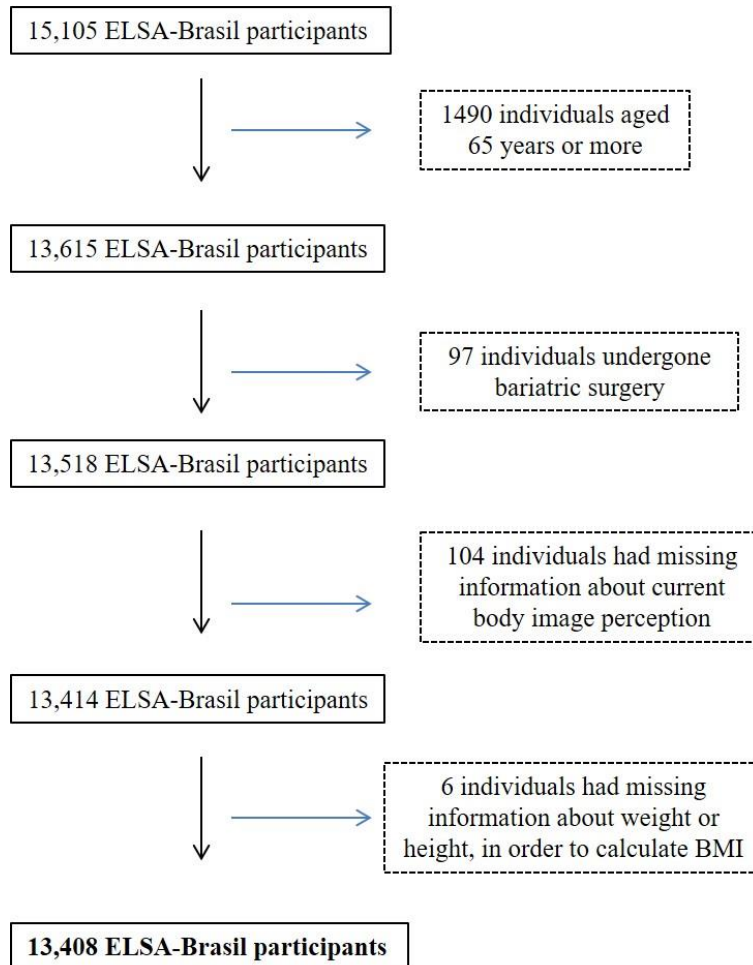 15,105 ELSA-Brasil participants
1490 individuals aged
65 years or more
13,615 ELSA-Brasil participants
97 individuals undergone
bariatric surgery
13,518 ELSA-Brasil participants
104 individuals had missing
information about current
body image perception
13,414 ELSA-Brasil participants
6 individuals had missing
information about weight or
height, in order to calculate BMI
13,408 ELSA-Brasil participants